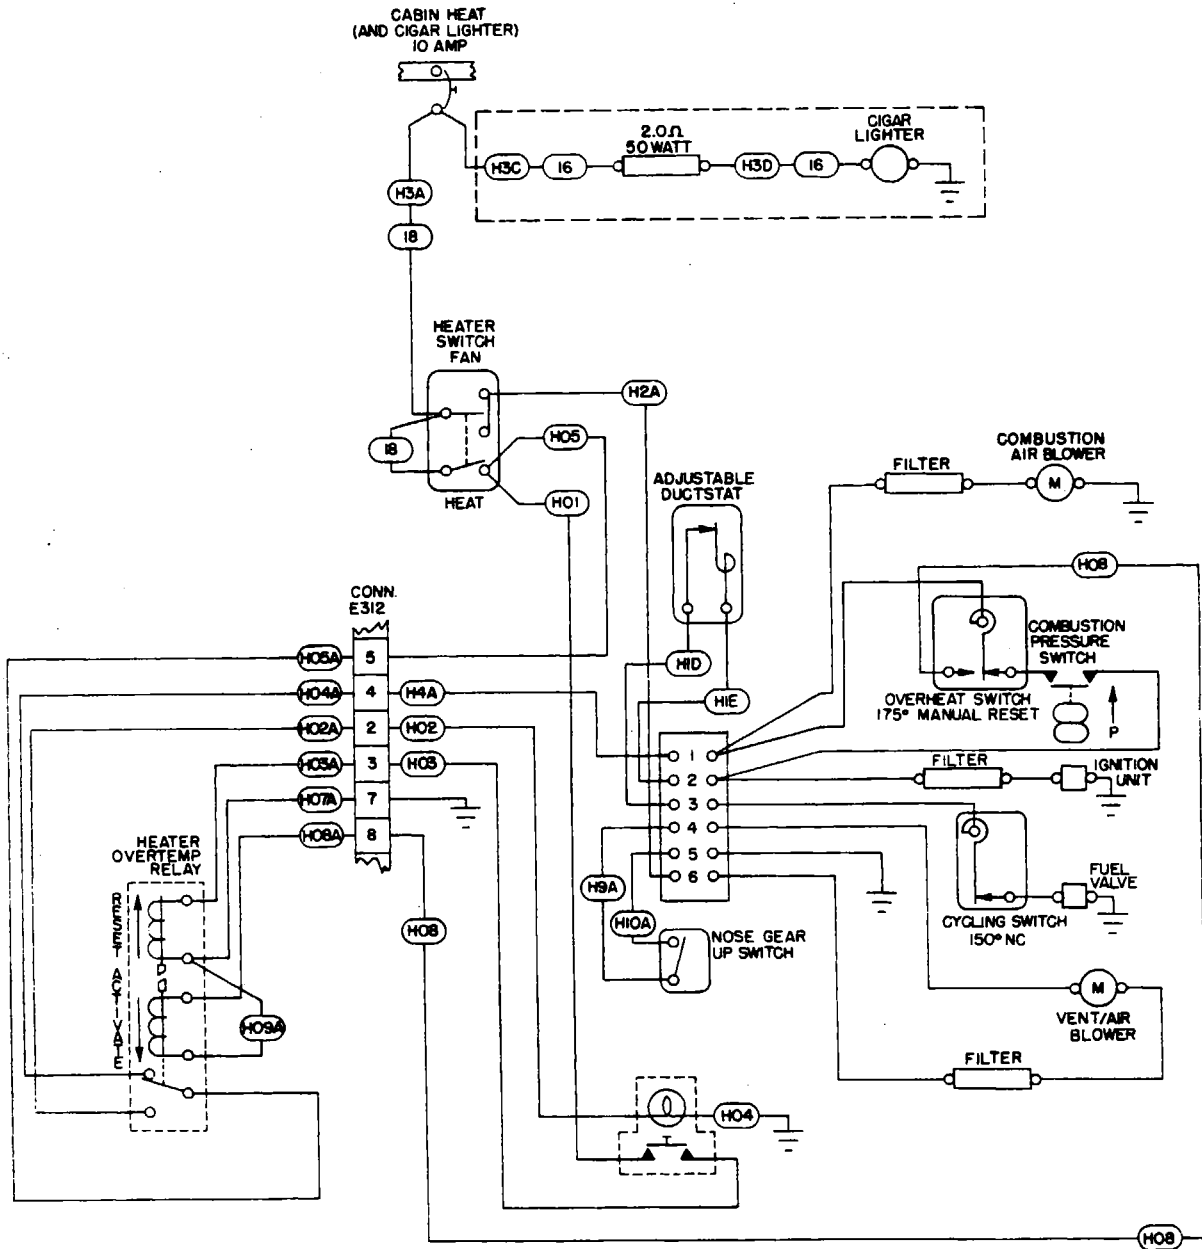 CABIN HEAT
(AND CIGAR LIGHTER)
10 AMP
2.0Ω
50 WATT
CIGAR
LIGHTER
H3C
16
H3D
16
H3A
18
HEATER
SWITCH
FAN
H2A
18
H05
HEAT
H01
ADJUSTABLE
DUCTSTAT
FILTER
COMBUSTION
AIR BLOWER
M
H08
CONN.
E312
COMBUSTION
PRESSURE
SWITCH
H05A
5
H1D
H04A
4
H4A
H1E
OVERHEAT SWITCH
175° MANUAL RESET
P
H02A
2
H02
H03A
3
H03
1
2
3
4
5
6
FILTER
IGNITION
UNIT
H07A
7
H08A
8
HEATER
OVERTEMP
RELAY
RESET
ACTIVATE
H09A
H08
H9A
H10A
NOSE GEAR
UP SWITCH
FUEL
VALVE
CYCLING SWITCH
150° NC
M
VENT/AIR
BLOWER
FILTER
H04
H08